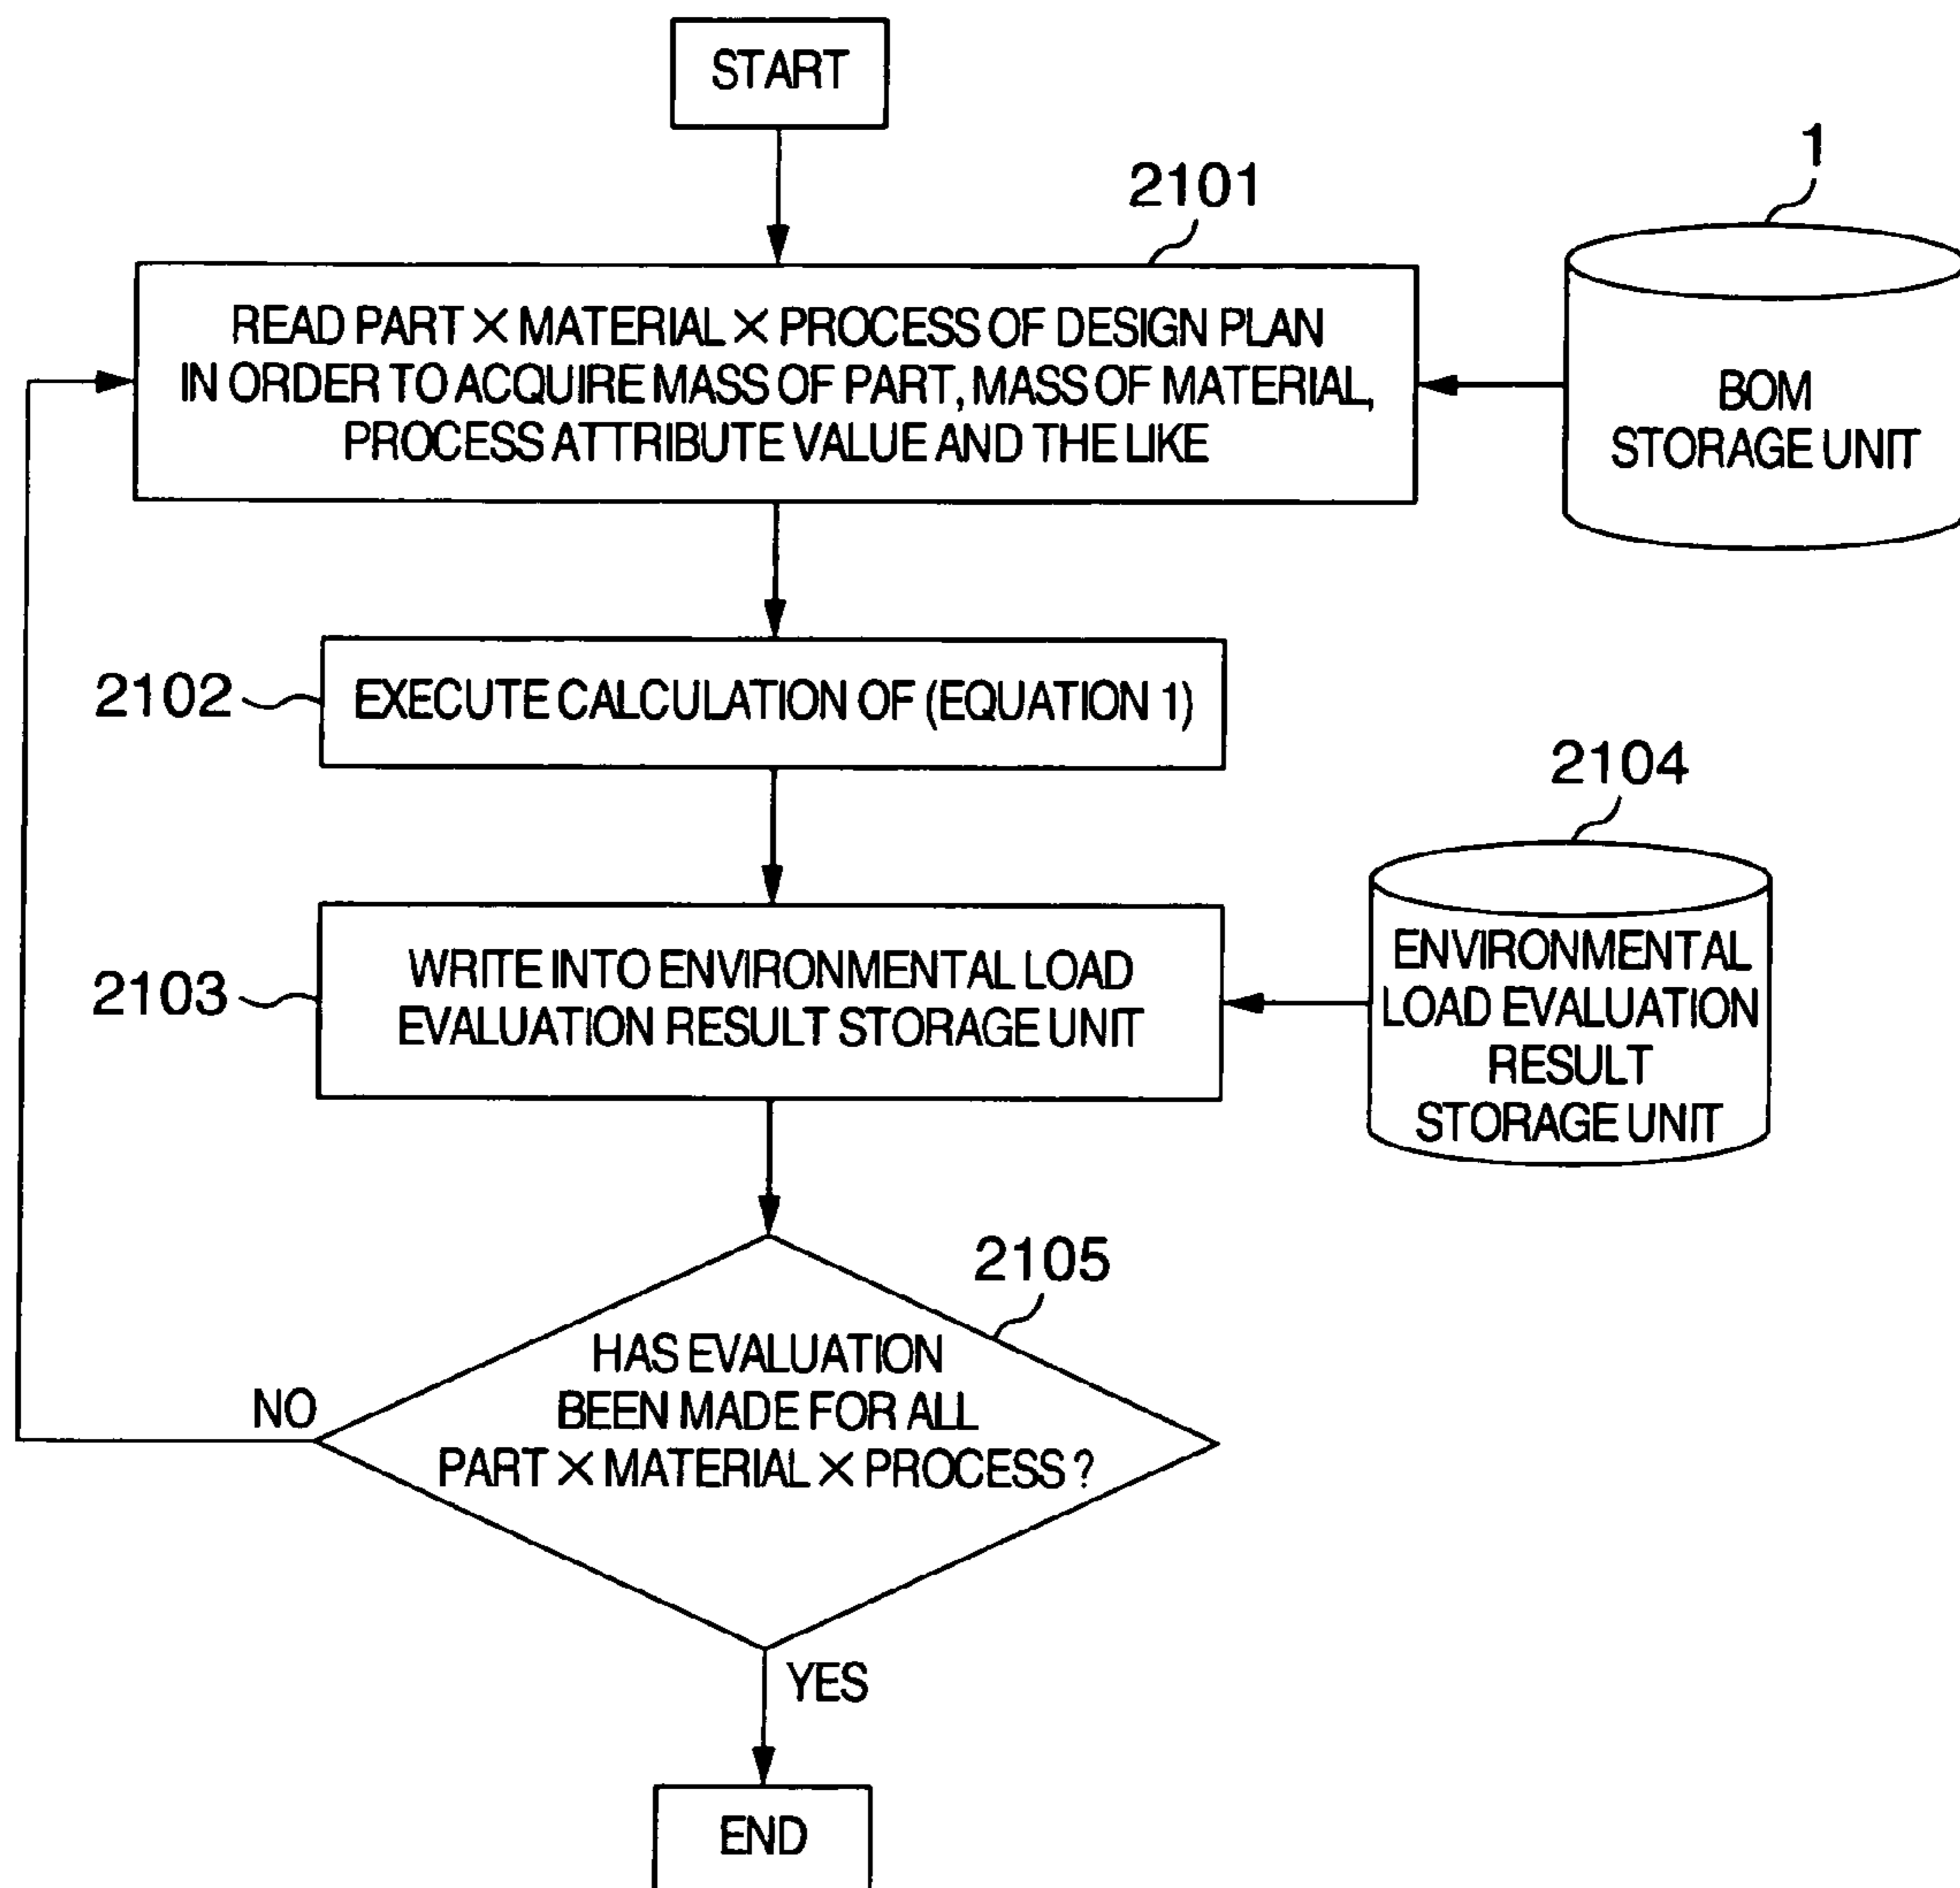 START
2101
1
READ PART × MATERIAL × PROCESS OF DESIGN PLAN
IN ORDER TO ACQUIRE MASS OF PART, MASS OF MATERIAL,
PROCESS ATTRIBUTE VALUE AND THE LIKE
BOM
STORAGE UNIT
2102
EXECUTE CALCULATION OF (EQUATION 1)
2104
2103
WRITE INTO ENVIRONMENTAL LOAD
EVALUATION RESULT STORAGE UNIT
ENVIRONMENTAL
LOAD EVALUATION
RESULT
STORAGE UNIT
2105
HAS EVALUATION
BEEN MADE FOR ALL
PART × MATERIAL × PROCESS ?
NO
YES
END